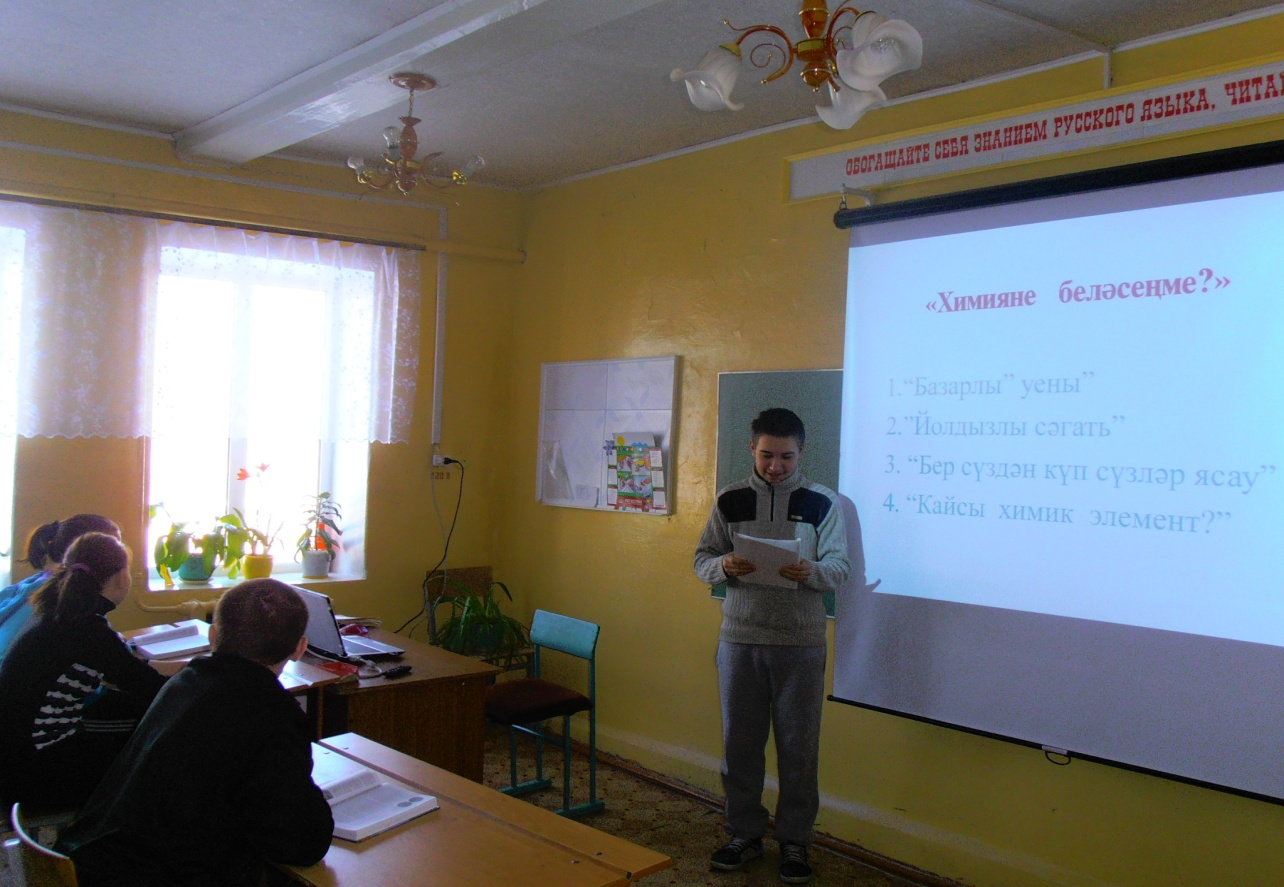 ОБОГАЩАЙТЕ СЕБЯ ЗНАНИЕМ РУССКОГО ЯЗЫКА, ЧИТАЙ
«Химияне беләсеңме?»
1.“Базарлы” уены”
2.”Йолдызлы сәгать”
3. “Бер сүздән күп сүзләр ясау”
4. “Кайсы химик элемент?”